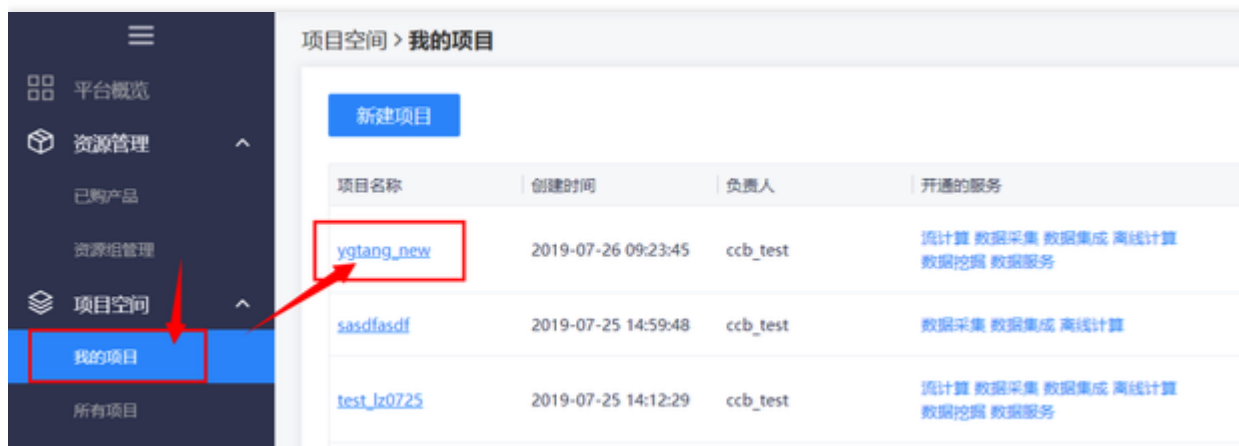 项目空间 > 我的项目
平台概览
资源管理
已购产品
资源组管理
项目空间
我的项目
所有项目
新建项目
项目名称 创建时间 负责人 开通的服务
ygtang_new 2019-07-26 09:23:45 ccb_test 流计算 数据采集 数据集成 离线计算
数据挖掘 数据服务
sasdfasdf 2019-07-25 14:59:48 ccb_test 数据采集 数据集成 离线计算
test_lz0725 2019-07-25 14:12:29 ccb_test 流计算 数据采集 数据集成 离线计算
数据挖掘 数据服务